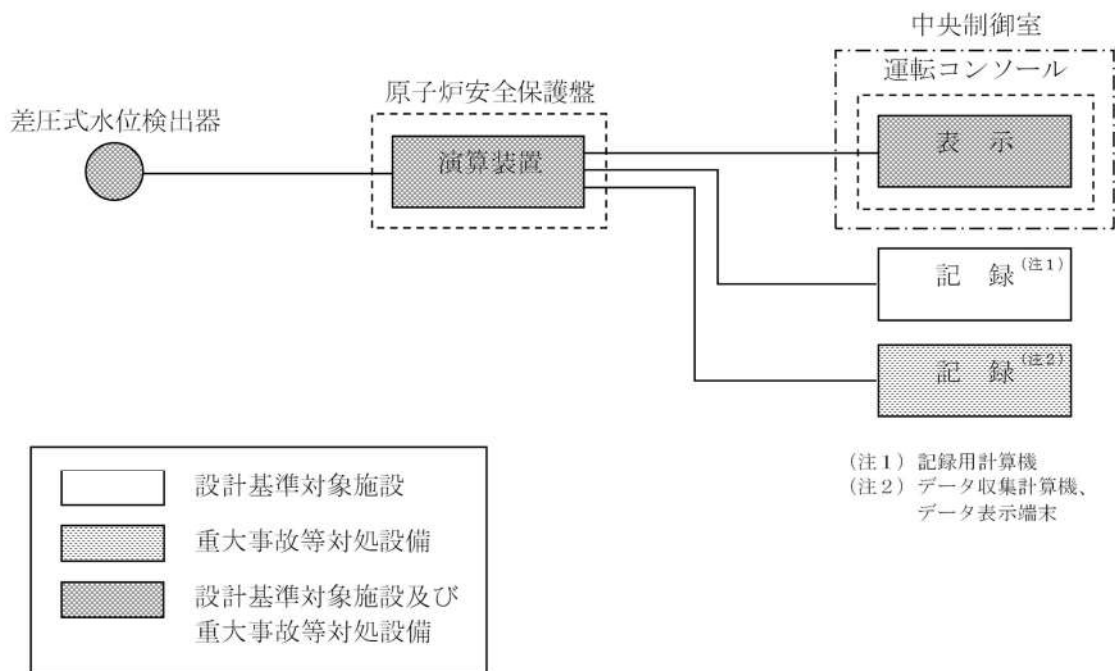 中央制御室
運転コンソール
原子炉安全保護盤
差圧式水位検出器
演算装置
表 示
記 録(注1)
記 録(注2)
(注1)記録用計算機
(注2)データ収集計算機、
データ表示端末
設計基準対象施設
重大事故等対処設備
設計基準対象施設及び
重大事故等対処設備